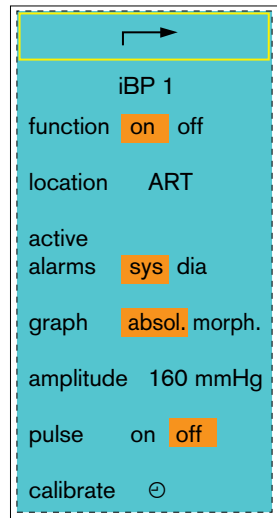 iBP 1
function on off
location ART
active
alarms sys dia
graph absol. morph.
amplitude 160 mmHg
pulse on off
calibrate